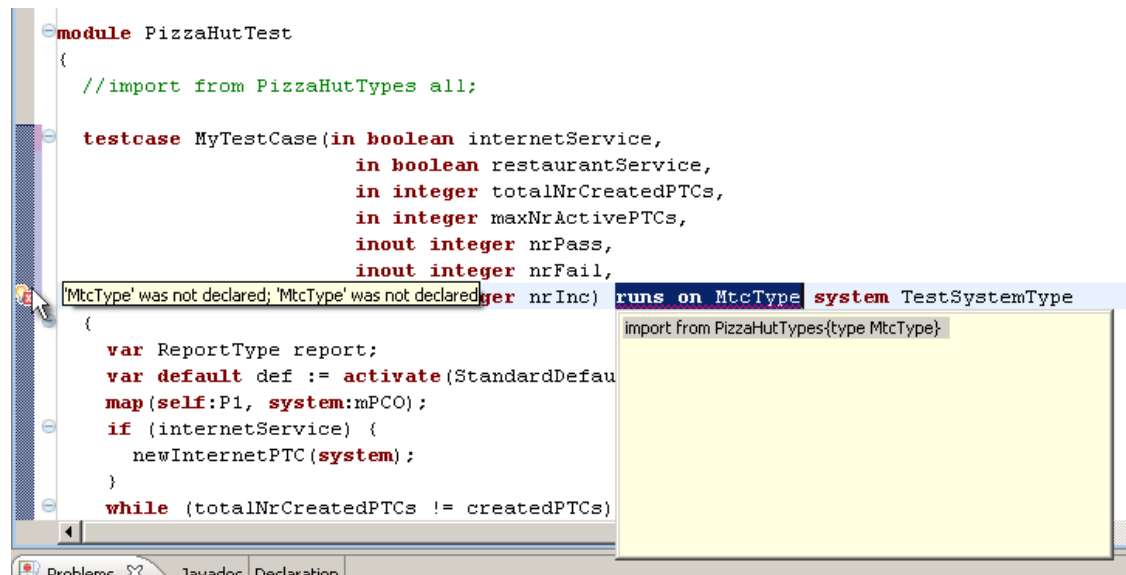 module PizzaHutTest
{
//import from PizzaHutTypes all;
testcase MyTestCase(in boolean internetService,
in boolean restaurantService,
in integer totalNrCreatedPTCs,
in integer maxNrActivePTCs,
inout integer nrPass,
inout integer nrFail,
'MtcType' was not declared; 'MtcType' was not declared ger nrInc) runs on MtcType system TestSystemType
{
import from PizzaHutTypes{type MtcType}
var ReportType report;
var default def := activate(StandardDefau
map(self:P1, system:mPCO);
if (internetService) {
newInternetPTC(system);
}
while (totalNrCreatedPTCs != createdPTCs)
Problems Javadoc Declaration